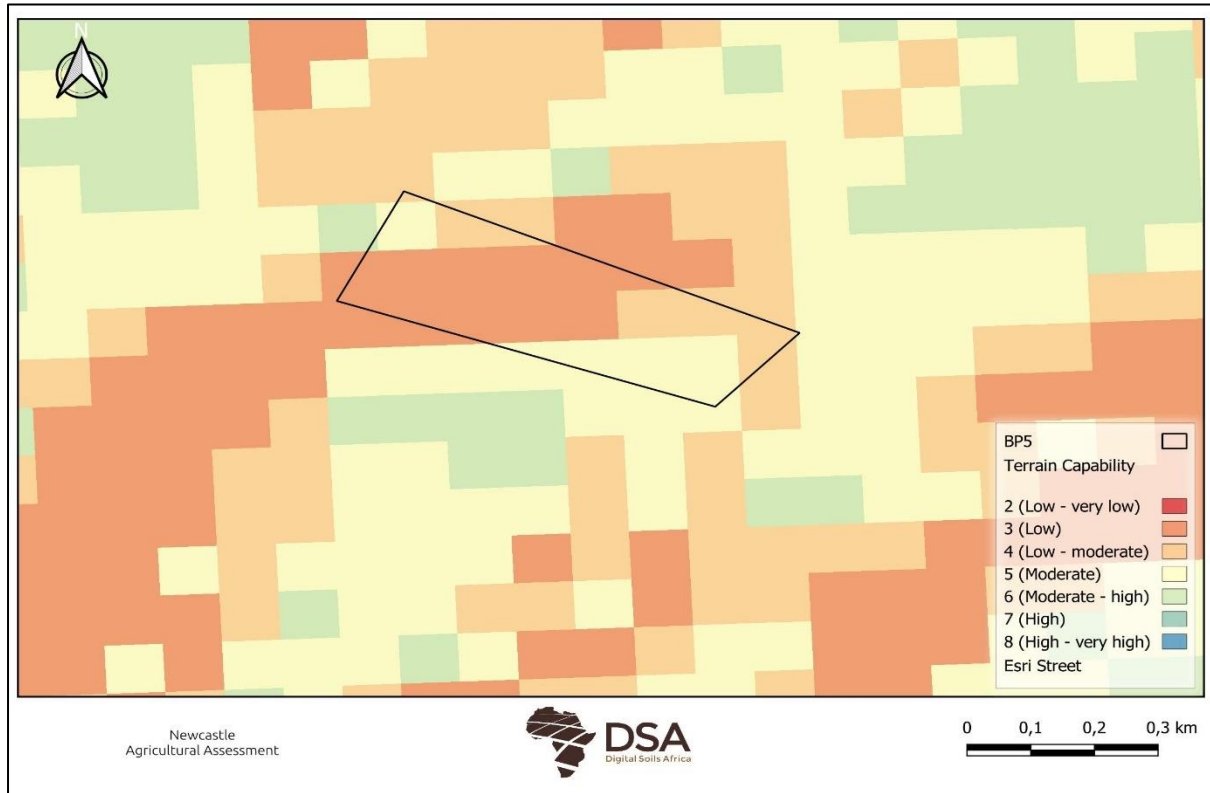 N
BP5
Terrain Capability
2 (Low - very low)
3 (Low)
4 (Low - moderate)
5 (Moderate)
6 (Moderate - high)
7 (High)
8 (High - very high)
Esri Street
Newcastle
Agricultural Assessment
DSA
Digital Soils Africa
0 0,1 0,2 0,3 km